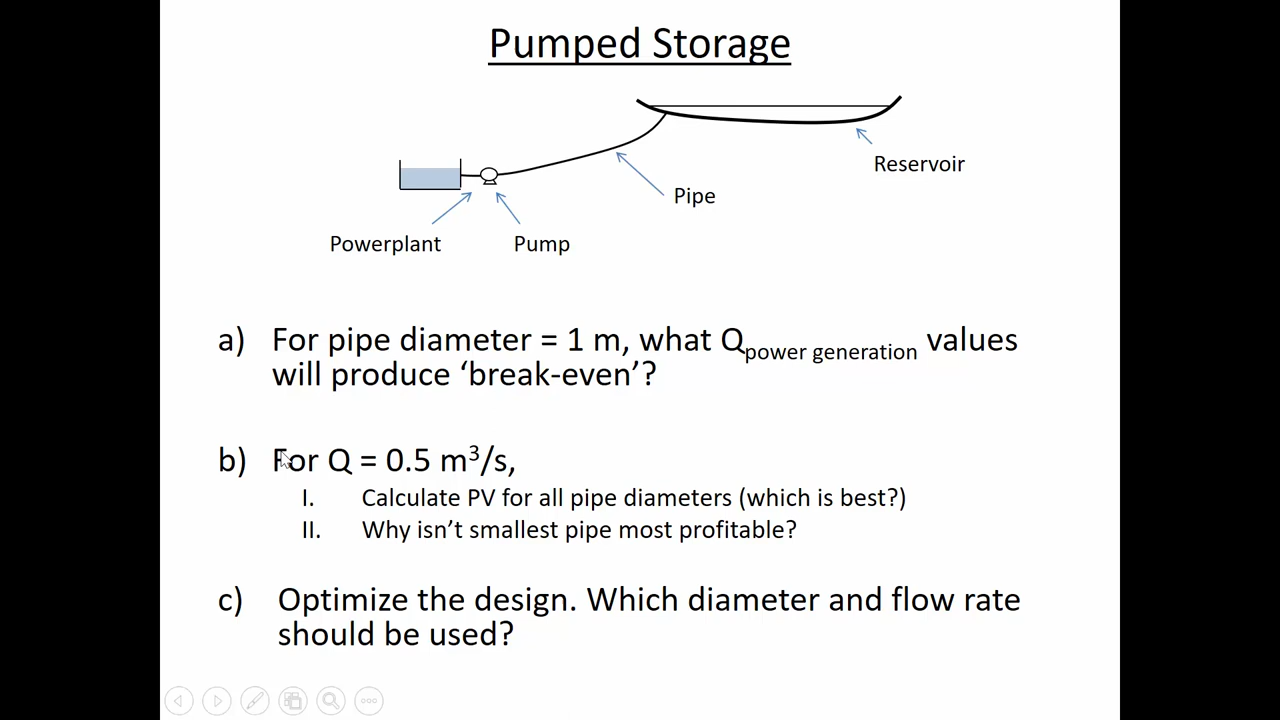 Pumped Storage
Reservoir
Pipe
Powerplant
Pump
a) For pipe diameter = 1 m, what Qpower generation values
will produce ‘break-even’?
b) For Q = 0.5 m³/s,
I. Calculate PV for all pipe diameters (which is best?)
II. Why isn’t smallest pipe most profitable?
c) Optimize the design. Which diameter and flow rate
should be used?